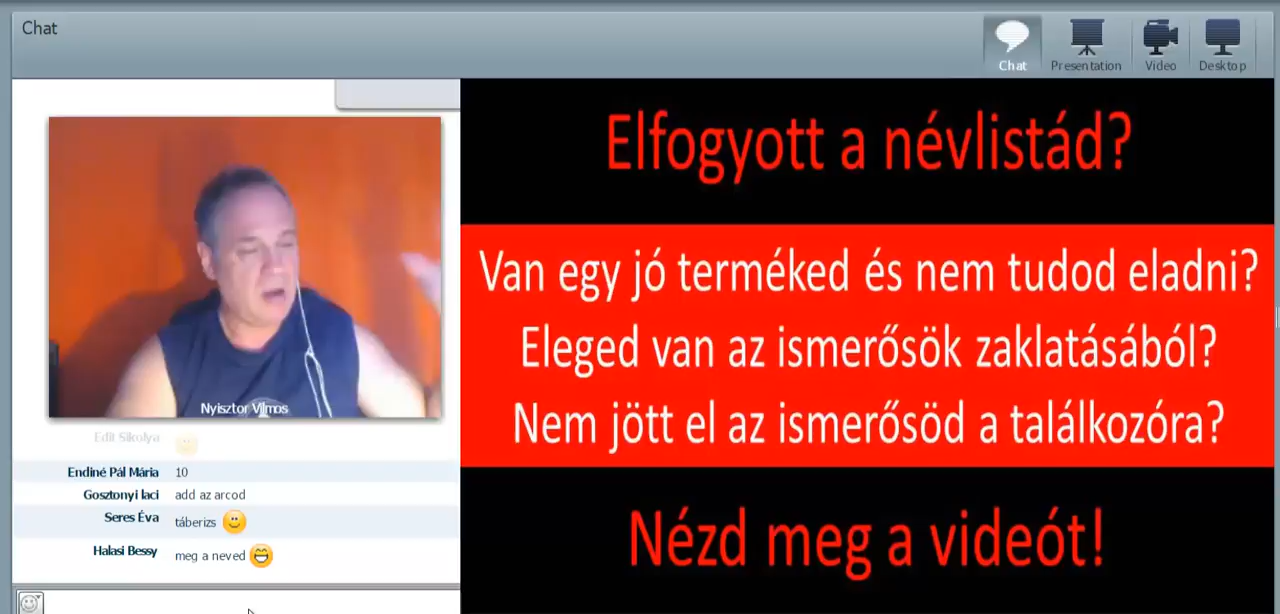 Chat
Chat
Presentation
Video
Desktop
Elfogyott a névlistád?
Van egy jó terméked és nem tudod eladni?
Eleged van az ismerősök zaklatásából?
Nem jött el az ismerősöd a találkozóra?
Nézd meg a videót!
Nyisztor Vilmos
Edit Sikolya
Endiné Pál Mária 10
Gosztonyi laci add az arcod
Seres Éva táberizs
Halasi Bessy meg a neved